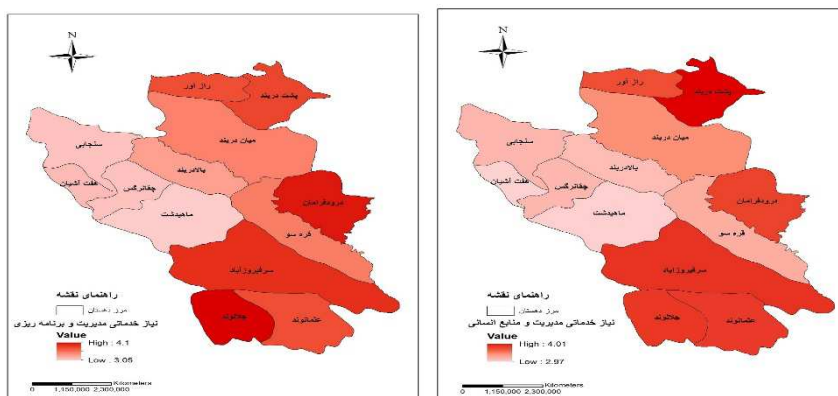 N
راز آور
پشت دربند
میان دربند
سنجابی
بالادربند
هفت آشیان
چقانرگس
درودفرامان
ماهیدشت
قره سو
سرفیروزآباد
جلالوند
عثمانوند
راهنمای نقشه
مرز دهستان
نیاز خدماتی مدیریت و برنامه ریزی
Value
High : 4.1
Low : 3.05
Kilometers
0 1,150,000 2,300,000
N
راز آور
پشت دربند
میان دربند
سنجابی
بالادربند
هفت آشیان
چقانرگس
درودفرامان
ماهیدشت
قره سو
سرفیروزآباد
جلالوند
عثمانوند
راهنمای نقشه
مرز دهستان
نیاز خدماتی مدیریت و منابع انسانی
Value
High : 4.01
Low : 2.97
Kilometers
0 1,150,000 2,300,000